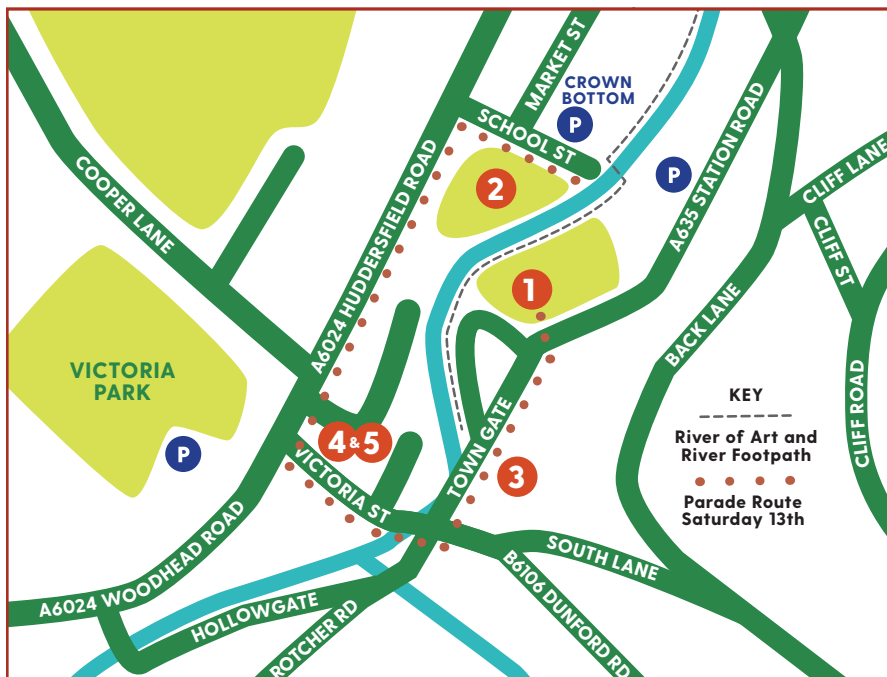 MARKET ST
CROWN
BOTTOM
P
SCHOOL ST
P
COOPER LANE
A6024 HUDDERSFIELD ROAD
2
A635 STATION ROAD
CLIFF LANE
CLIFF ST
1
BACK LANE
VICTORIA
PARK
P
CLIFF ROAD
KEY
River of Art and
River Footpath
Parade Route
Saturday 13th
4 & 5
3
TOWN GATE
VICTORIA ST
SOUTH LANE
B6106 DUNFORD RD
A6024 WOODHEAD ROAD
HOLLOWGATE
ROTCHER RD